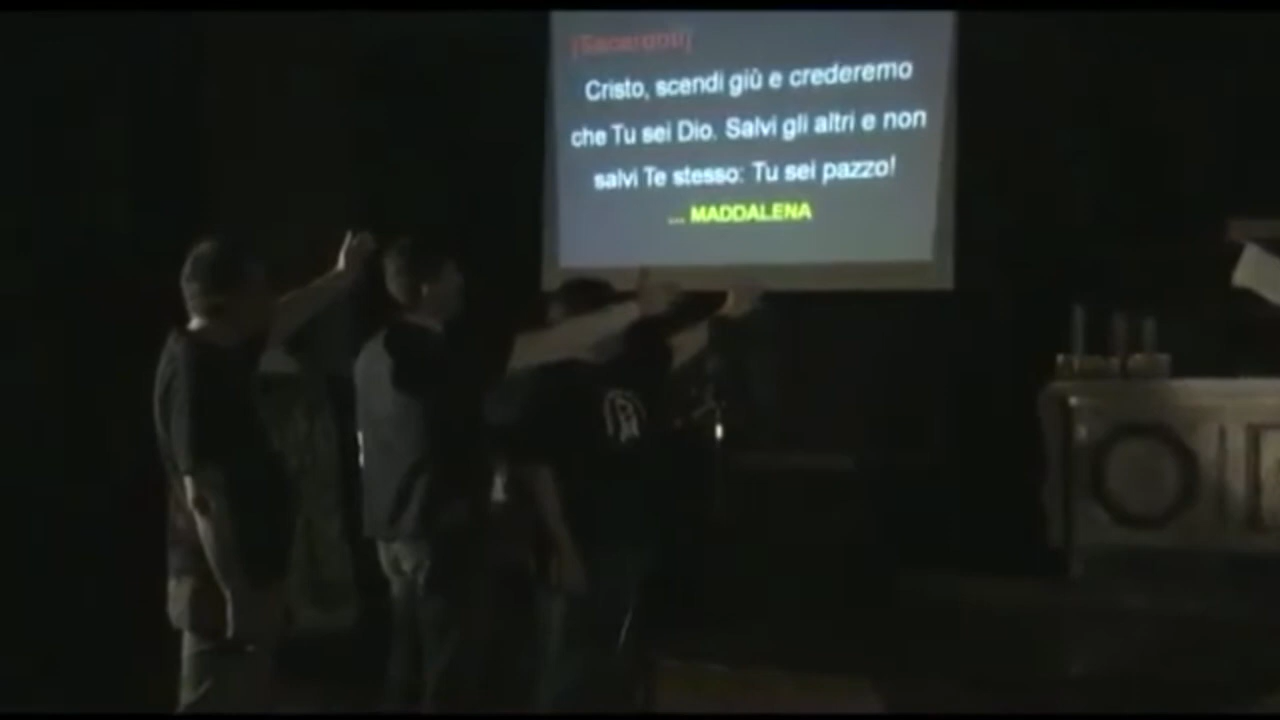 [Sacerdoti]
Cristo, scendi giù e crederemo
che Tu sei Dio. Salvi gli altri e non
salvi Te stesso: Tu sei pazzo!
... MADDALENA